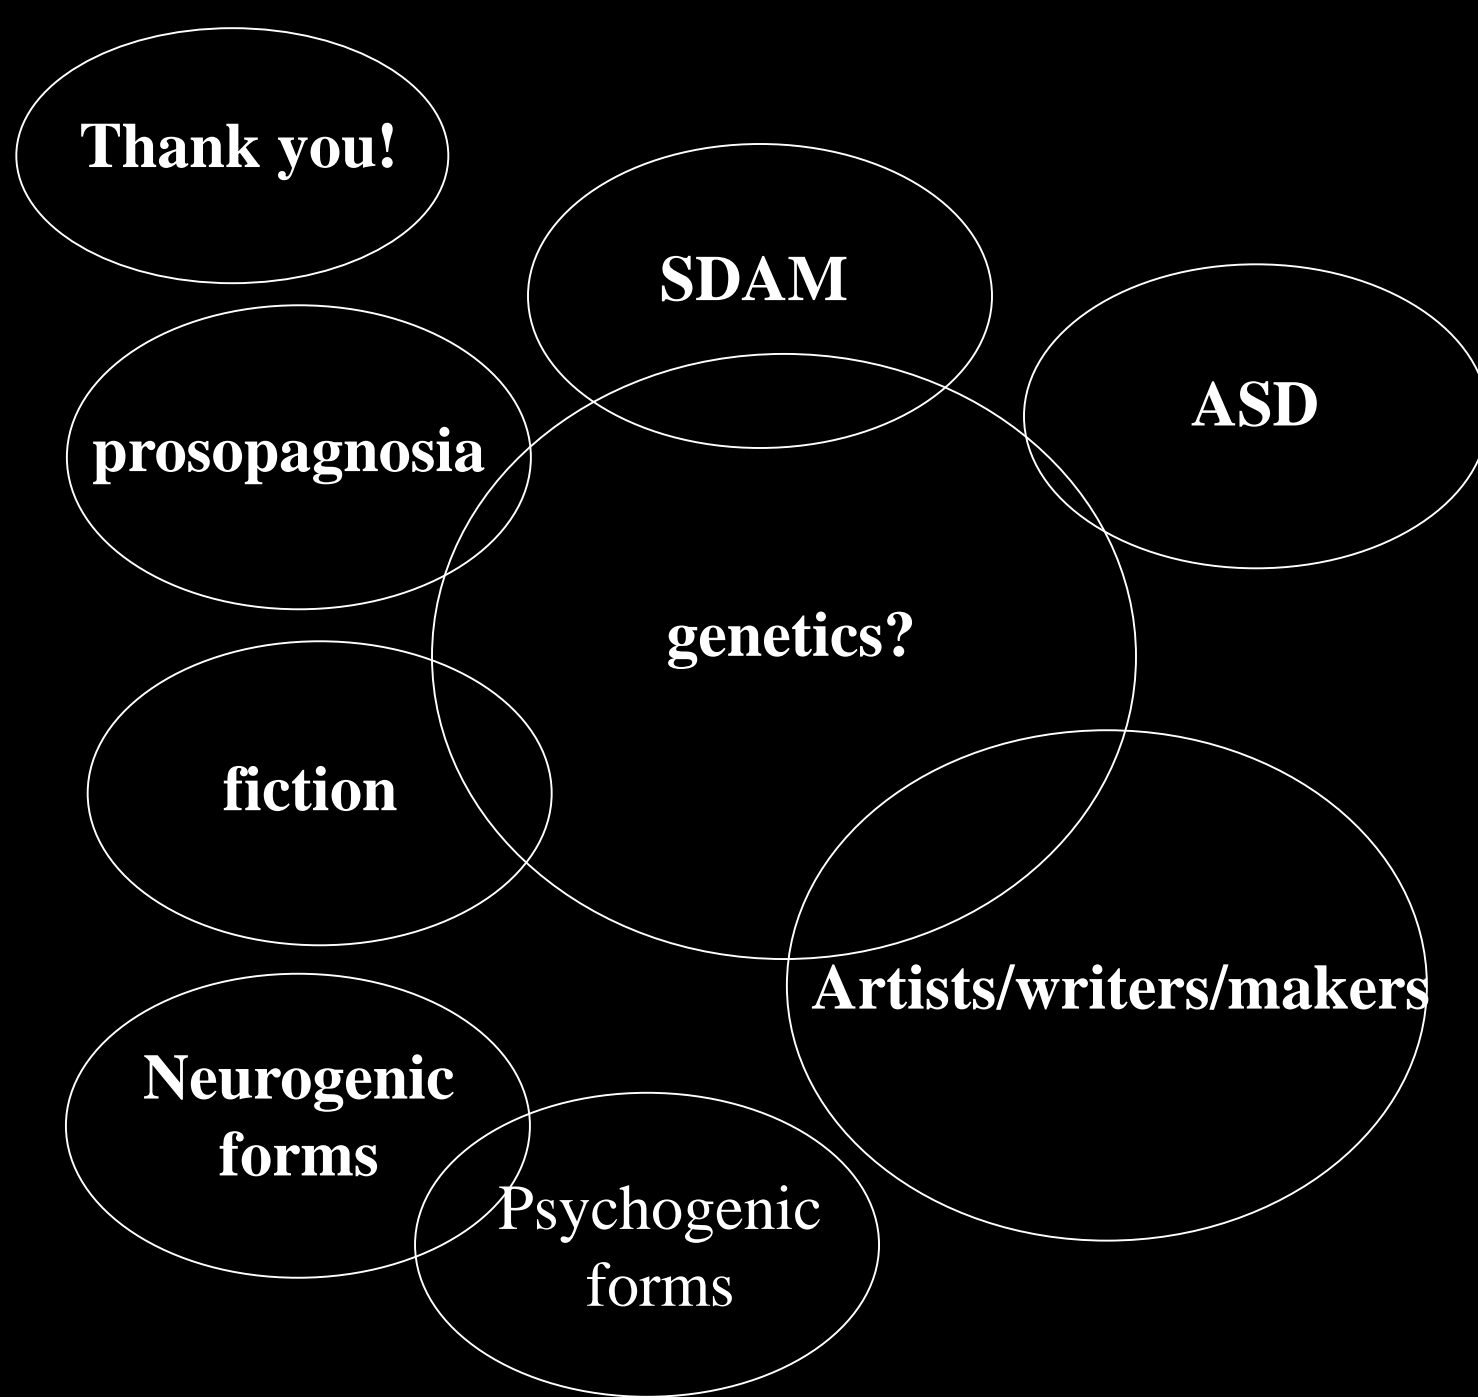 Thank you!
SDAM
ASD
prosopagnosia
genetics?
fiction
Artists/writers/makers
Neurogenic
forms
Psychogenic
forms